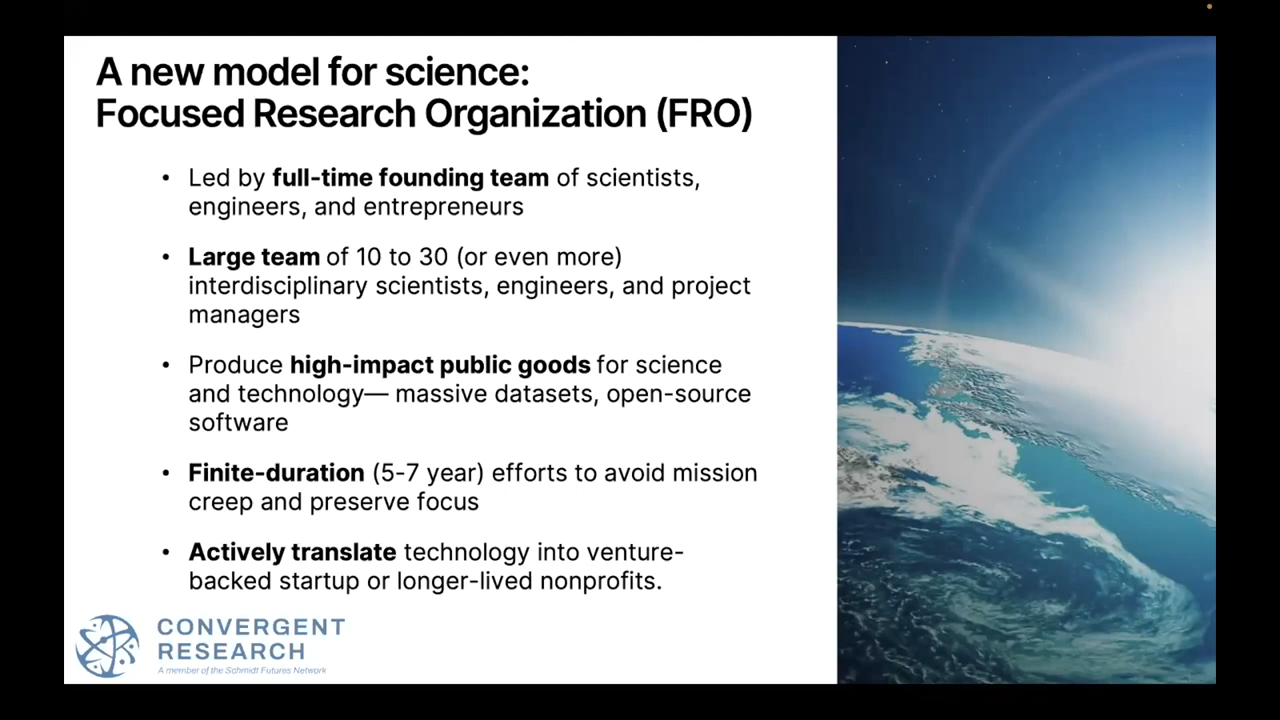 A new model for science:
Focused Research Organization (FRO)
• Led by full-time founding team of scientists,
engineers, and entrepreneurs
• Large team of 10 to 30 (or even more)
interdisciplinary scientists, engineers, and project
managers
• Produce high-impact public goods for science
and technology— massive datasets, open-source
software
• Finite-duration (5-7 year) efforts to avoid mission
creep and preserve focus
• Actively translate technology into venture-
backed startup or longer-lived nonprofits.
CONVERGENT
RESEARCH
A member of the Schmidt Futures Network